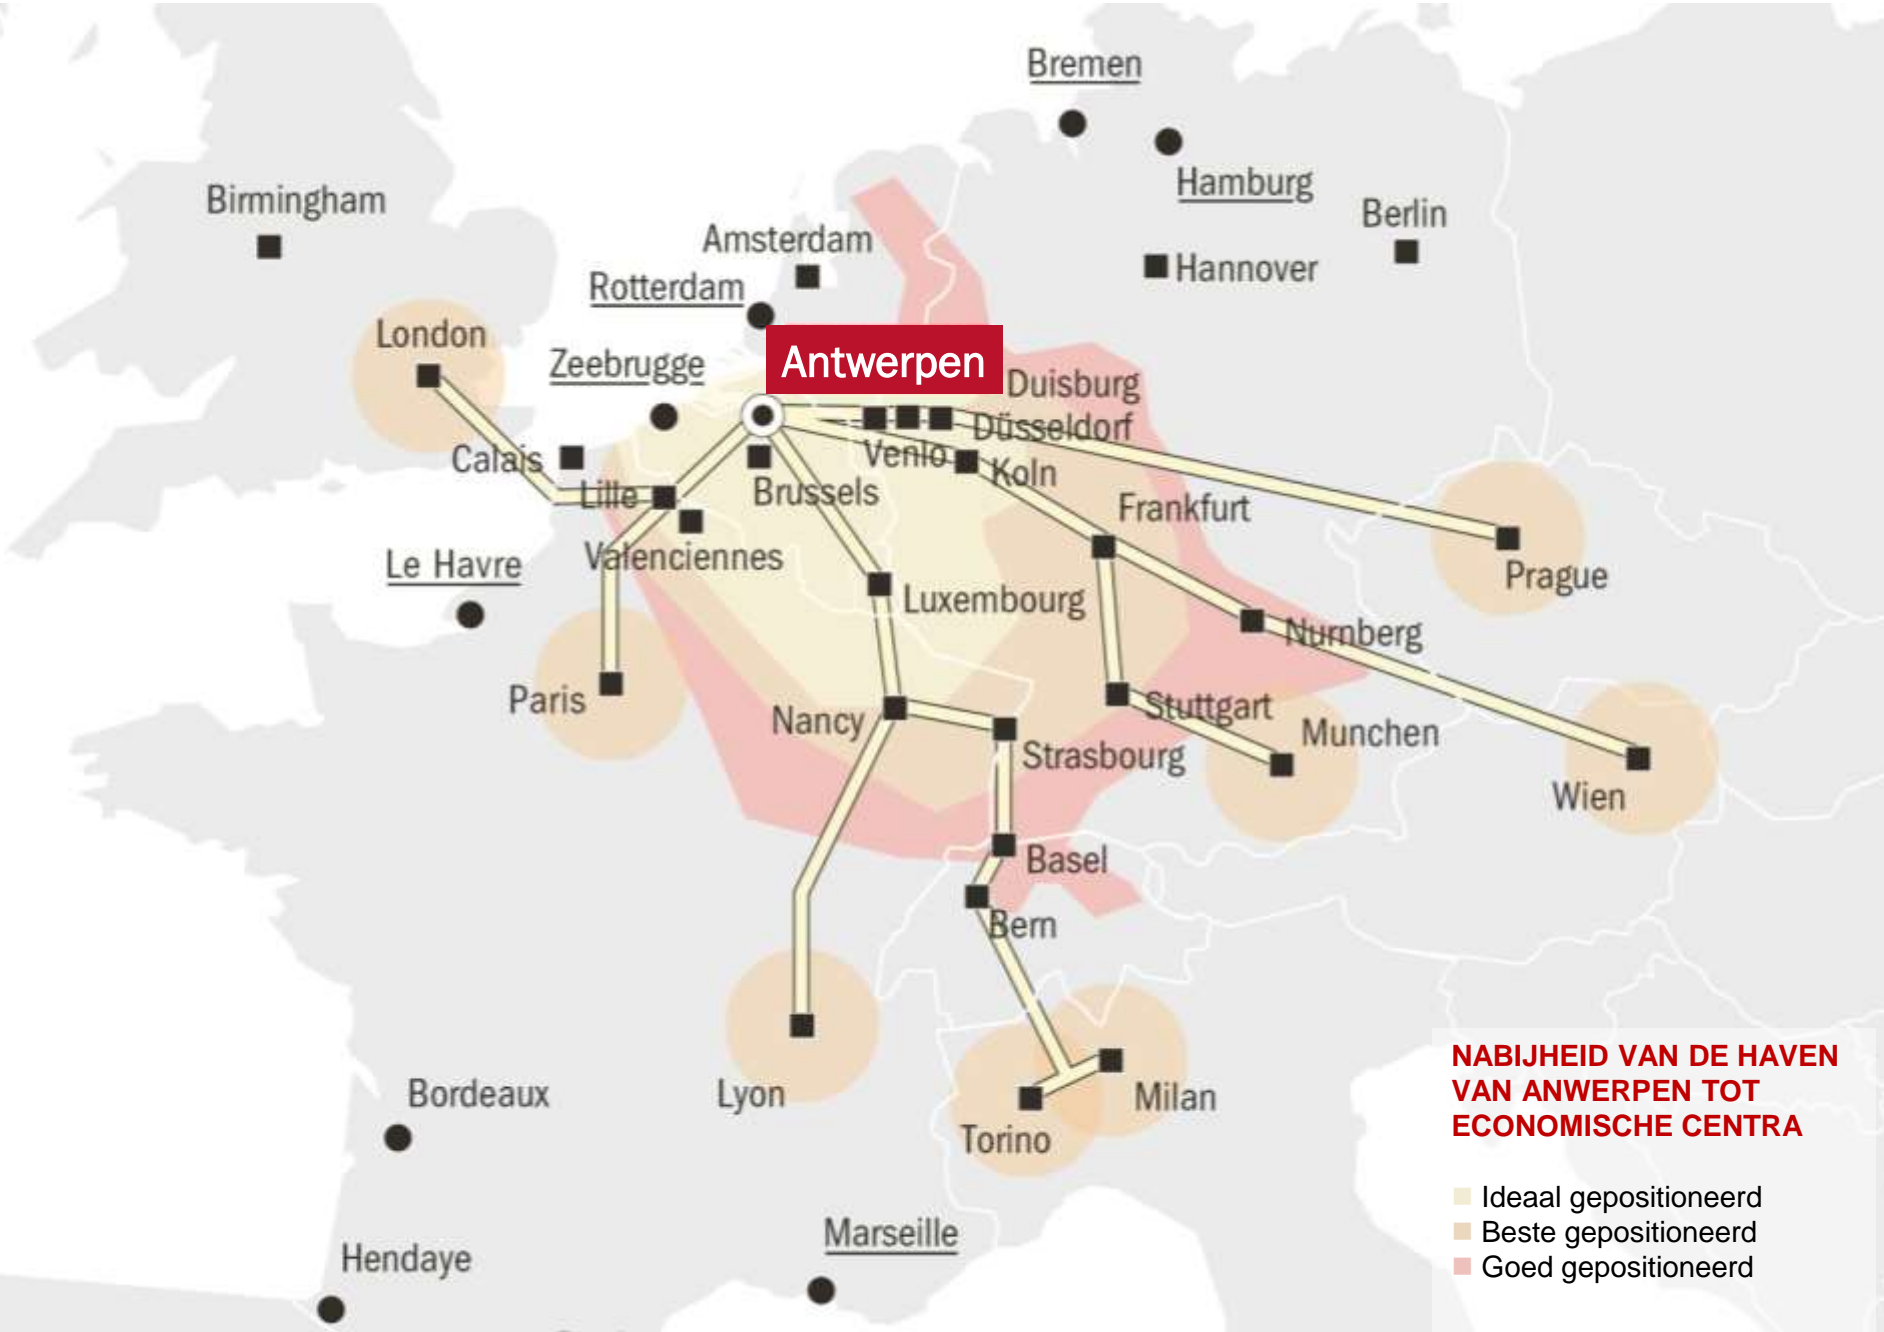 Bremen
Hamburg
Birmingham
Berlin
Amsterdam
Hannover
Rotterdam
London
Zeebrugge
Antwerpen
Duisburg
Düsseldorf
Calais
Venlo
Koln
Lille
Brussels
Frankfurt
Valenciennes
Le Havre
Prague
Luxembourg
Nurnberg
Paris
Nancy
Stuttgart
Munchen
Strasbourg
Wien
Basel
Bern
Bordeaux
Lyon
Milan
Torino
NABIJHEID VAN DE HAVEN
VAN ANWERPEN TOT
ECONOMISCHE CENTRA
Ideaal gepositioneerd
Beste gepositioneerd
Goed gepositioneerd
Marseille
Hendaye